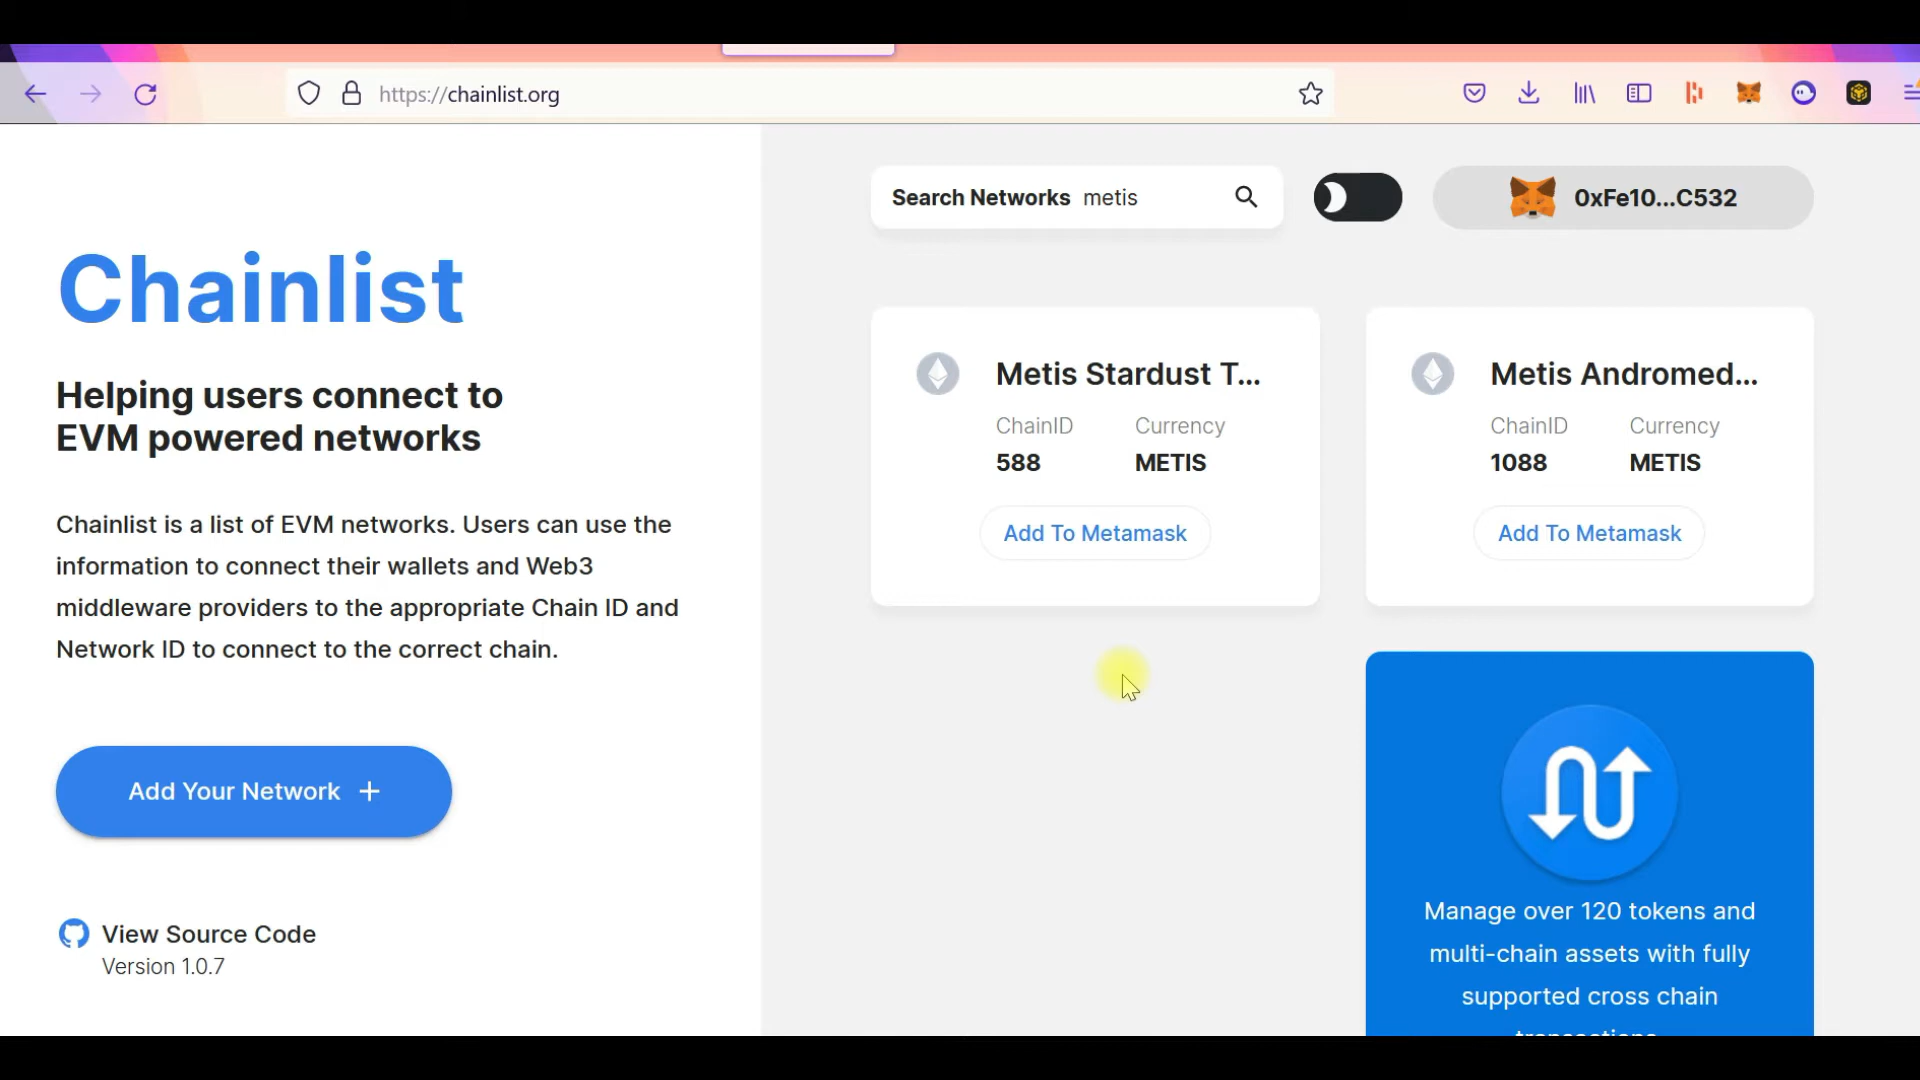 https://chainlist.org
Search Networks metis
0xFe10...C532
Chainlist
Helping users connect to
EVM powered networks
Chainlist is a list of EVM networks. Users can use the
information to connect their wallets and Web3
middleware providers to the appropriate Chain ID and
Network ID to connect to the correct chain.
Add Your Network +
View Source Code
Version 1.0.7
Metis Stardust T...
ChainID Currency
588 METIS
Add To Metamask
Metis Andromed...
ChainID Currency
1088 METIS
Add To Metamask
Manage over 120 tokens and
multi-chain assets with fully
supported cross chain